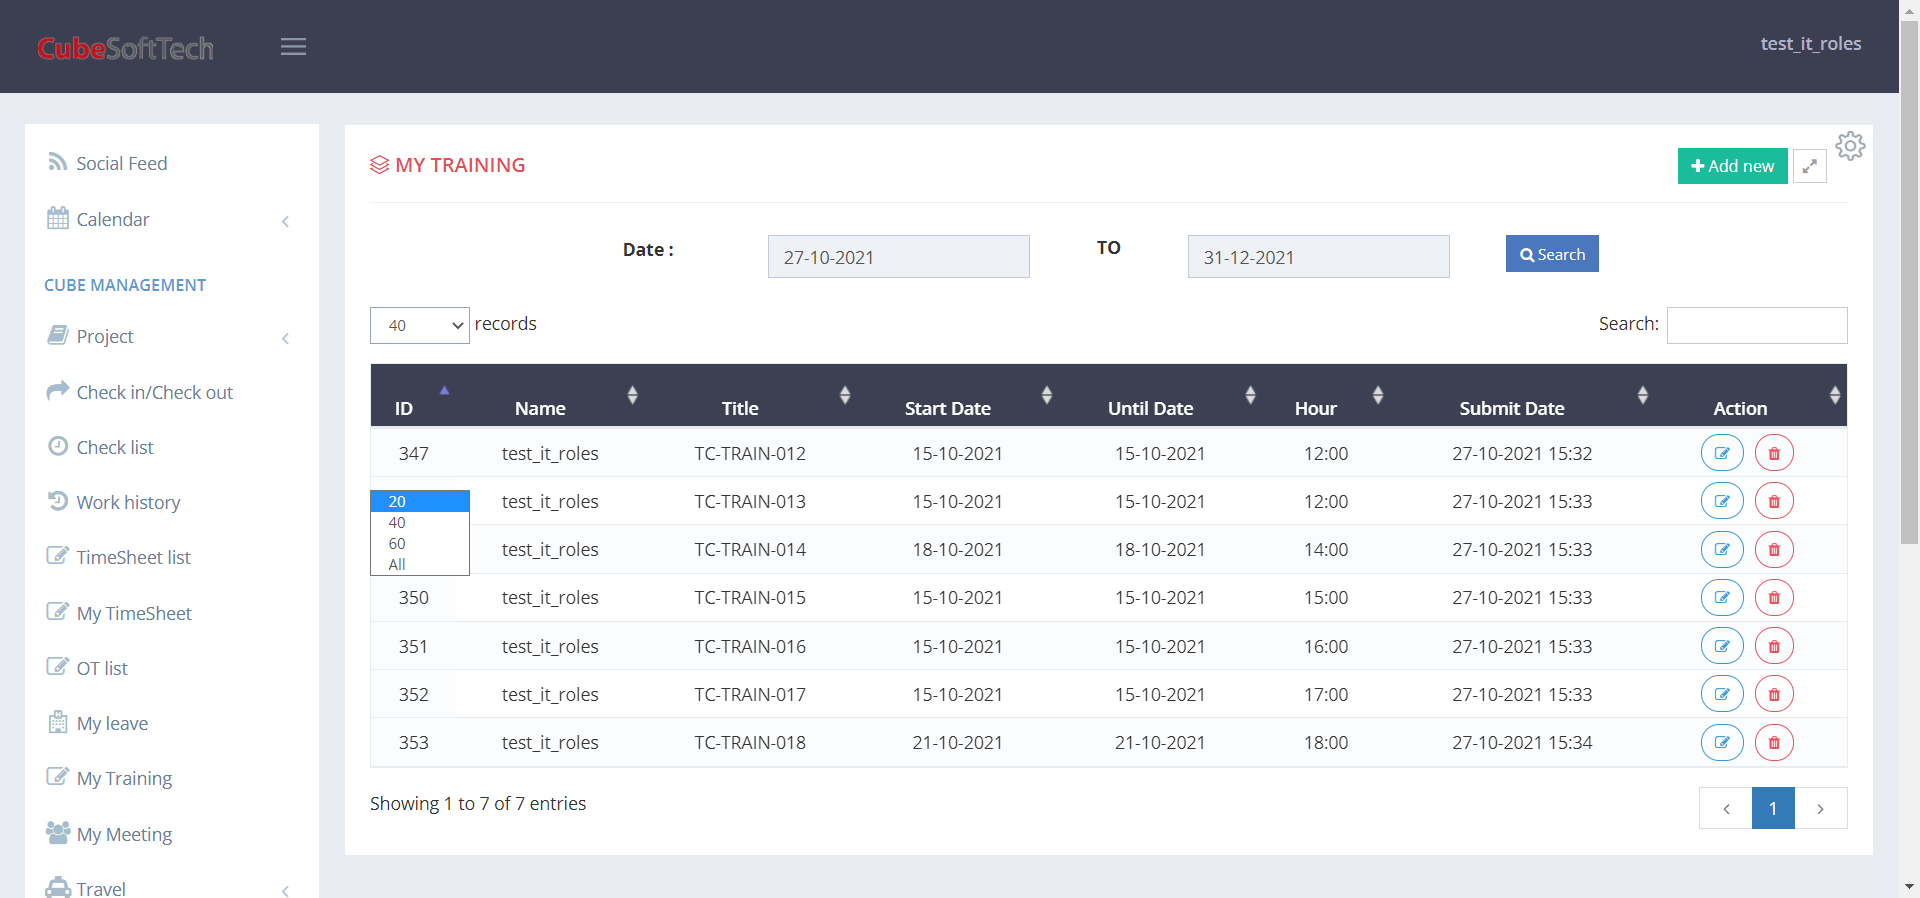 CubeSoftTech
test_it_roles
Social Feed
Calendar
CUBE MANAGEMENT
Project
Check in/Check out
Check list
Work history
TimeSheet list
My TimeSheet
OT list
My leave
My Training
My Meeting
Travel
MY TRAINING
Add new
Date : 27-10-2021 TO 31-12-2021 Search
40 records Search:
ID Name Title Start Date Until Date Hour Submit Date Action
347 test_it_roles TC-TRAIN-012 15-10-2021 15-10-2021 12:00 27-10-2021 15:32
test_it_roles TC-TRAIN-013 15-10-2021 15-10-2021 12:00 27-10-2021 15:33
test_it_roles TC-TRAIN-014 18-10-2021 18-10-2021 14:00 27-10-2021 15:33
20
40
60
All
350 test_it_roles TC-TRAIN-015 15-10-2021 15-10-2021 15:00 27-10-2021 15:33
351 test_it_roles TC-TRAIN-016 15-10-2021 15-10-2021 16:00 27-10-2021 15:33
352 test_it_roles TC-TRAIN-017 15-10-2021 15-10-2021 17:00 27-10-2021 15:33
353 test_it_roles TC-TRAIN-018 21-10-2021 21-10-2021 18:00 27-10-2021 15:34
Showing 1 to 7 of 7 entries
1